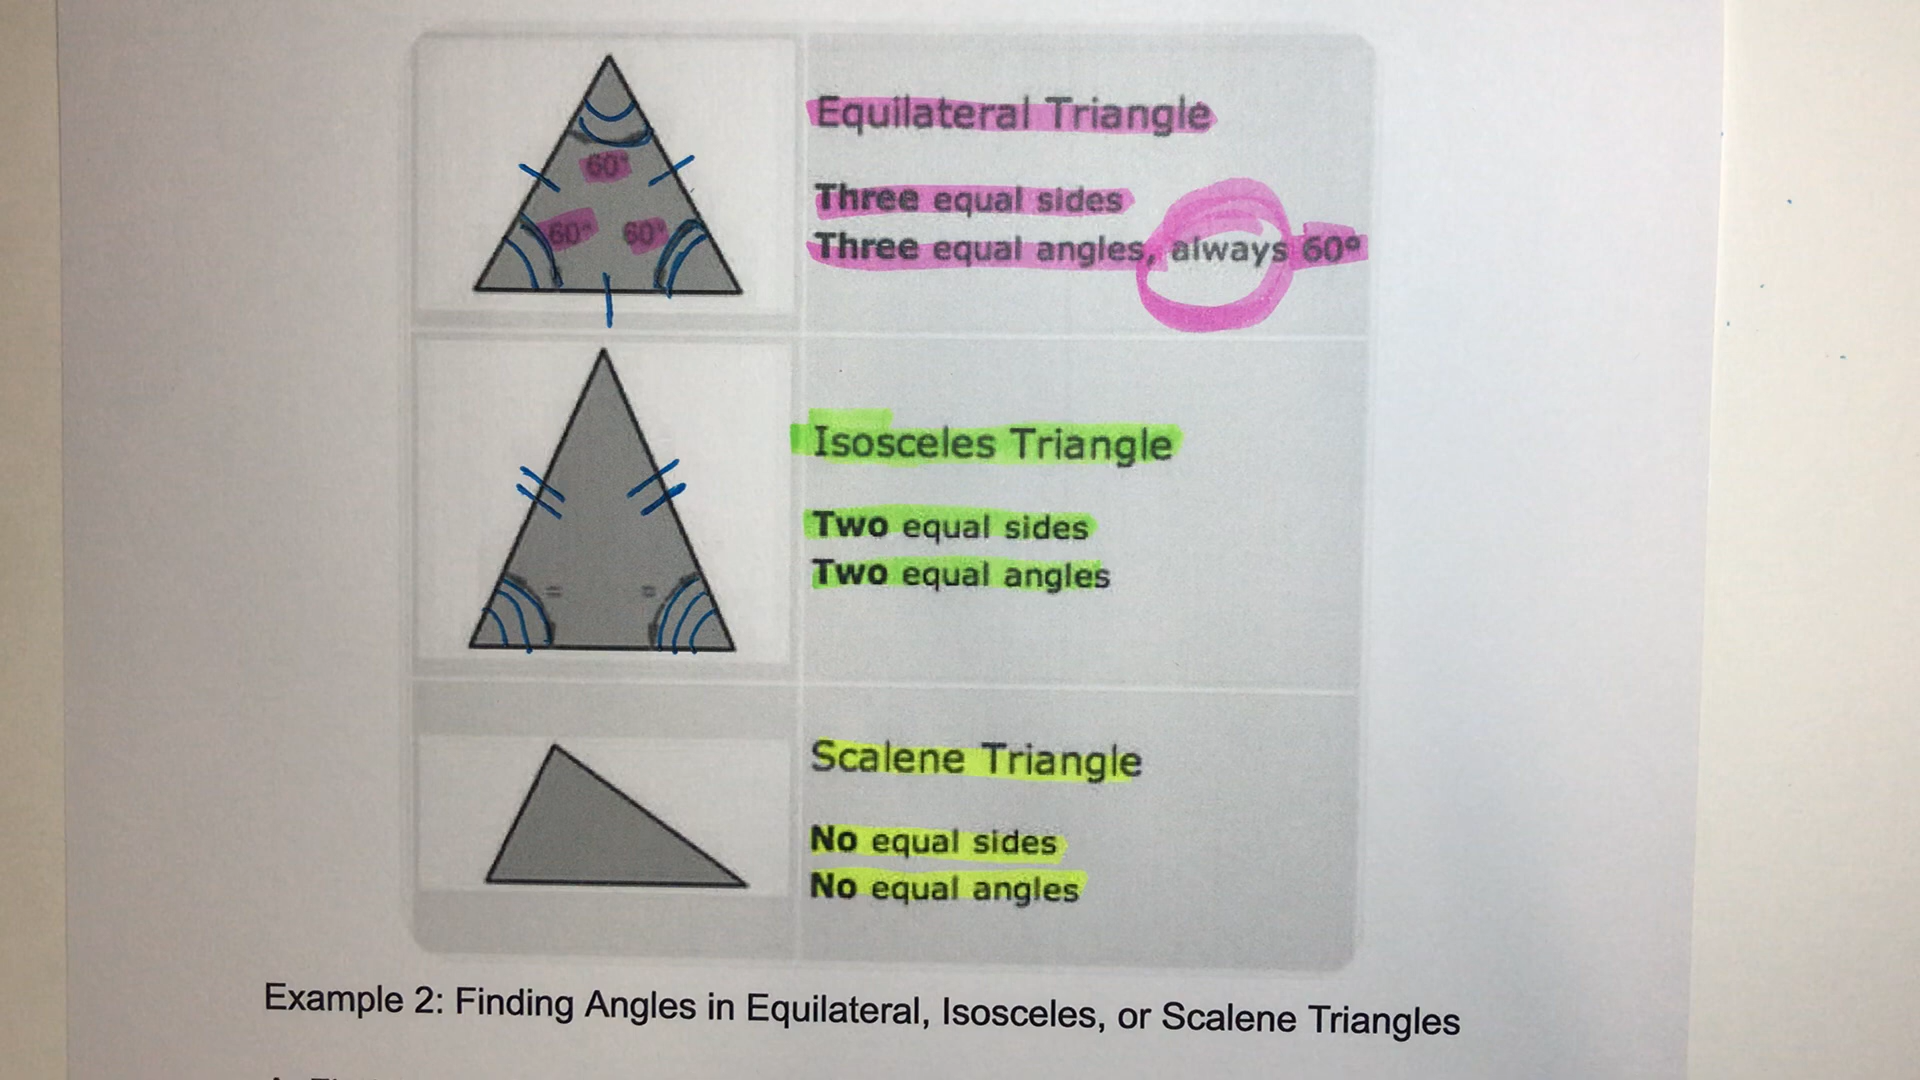 Equilateral Triangle
Three equal sides
Three equal angles, always 60°
60°
60° 60°
Isosceles Triangle
Two equal sides
Two equal angles
= =
Scalene Triangle
No equal sides
No equal angles
Example 2: Finding Angles in Equilateral, Isosceles, or Scalene Triangles